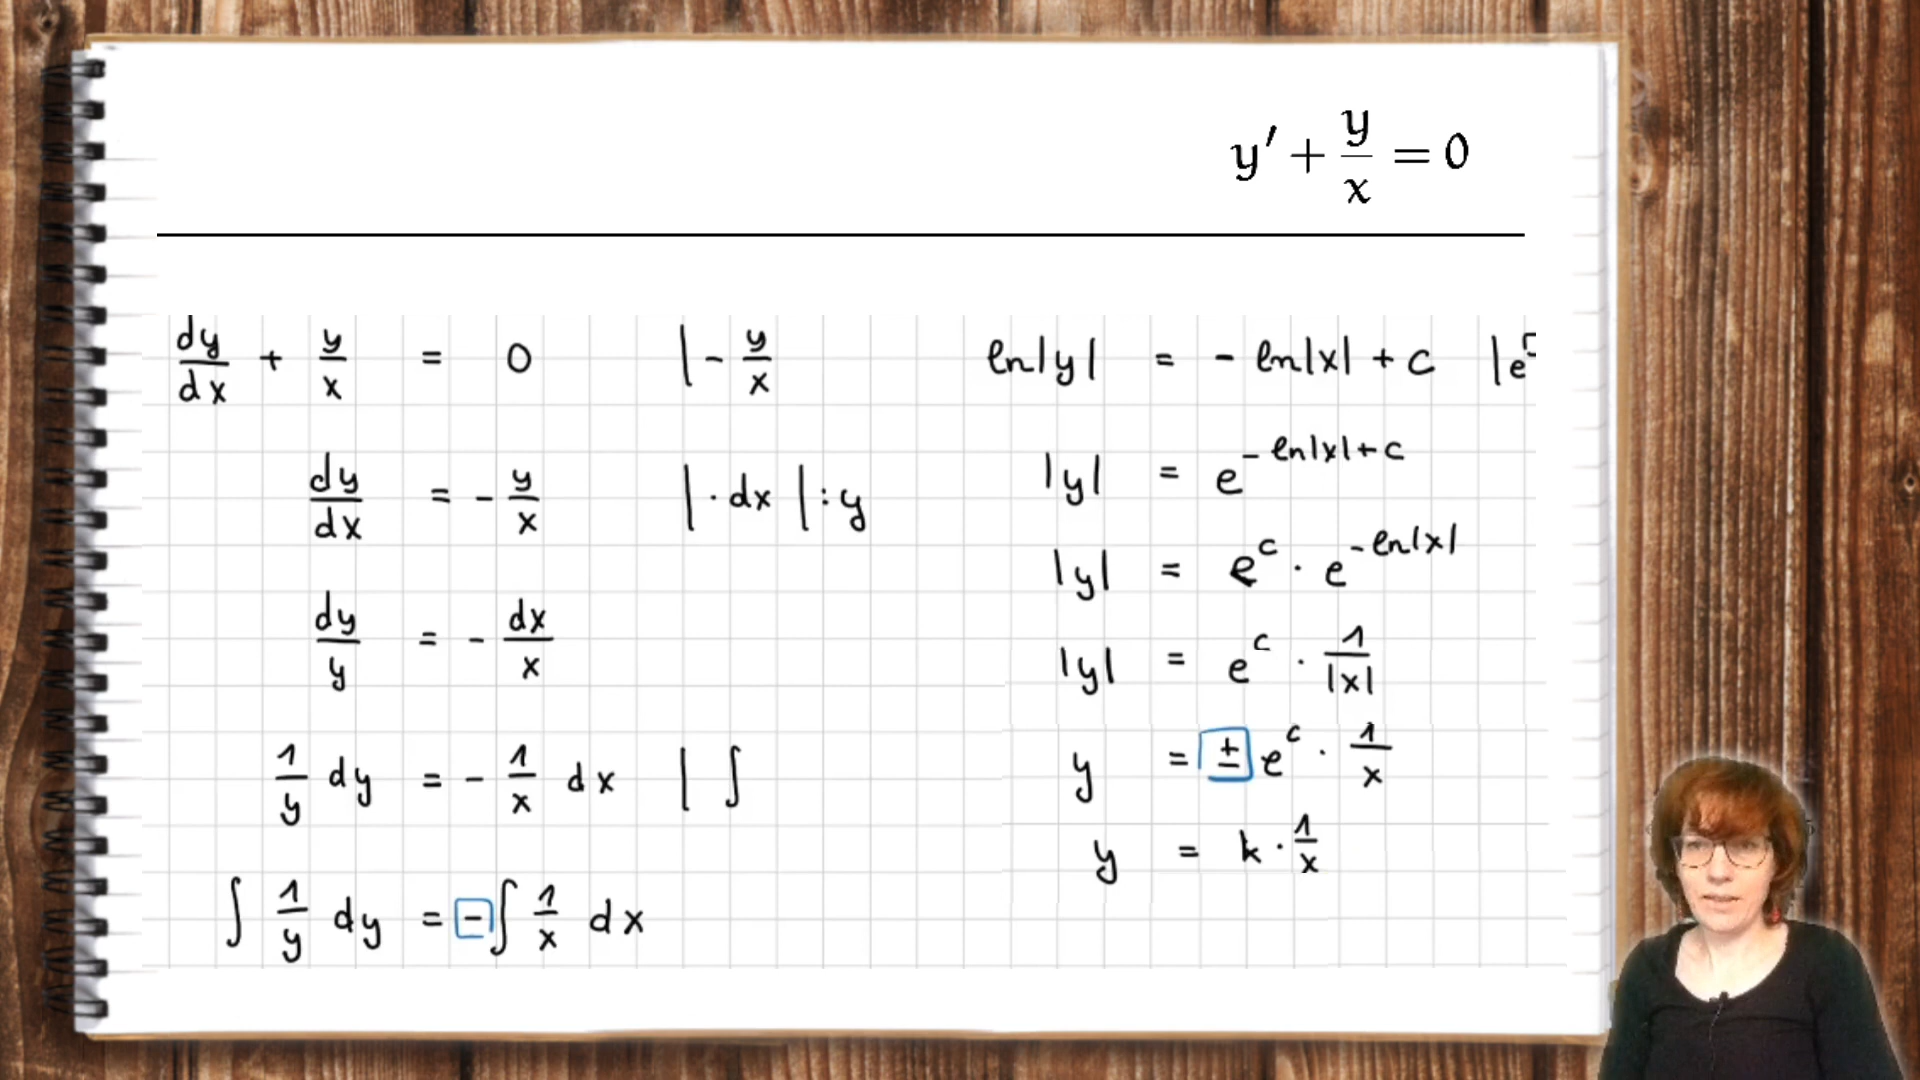 y′ + y/x = 0
dy/dx + y/x = 0 | - y/x
dy/dx = - y/x | · dx | : y
dy/y = - dx/x
1/y dy = - 1/x dx | ∫
∫ 1/y dy = - ∫ 1/x dx
ln|y| = - ln|x| + c | e
|y| = e^(- ln|x| + c)
|y| = e^c · e^(- ln|x|)
|y| = e^c · 1/|x|
y = ± e^c · 1/x
y = k · 1/x